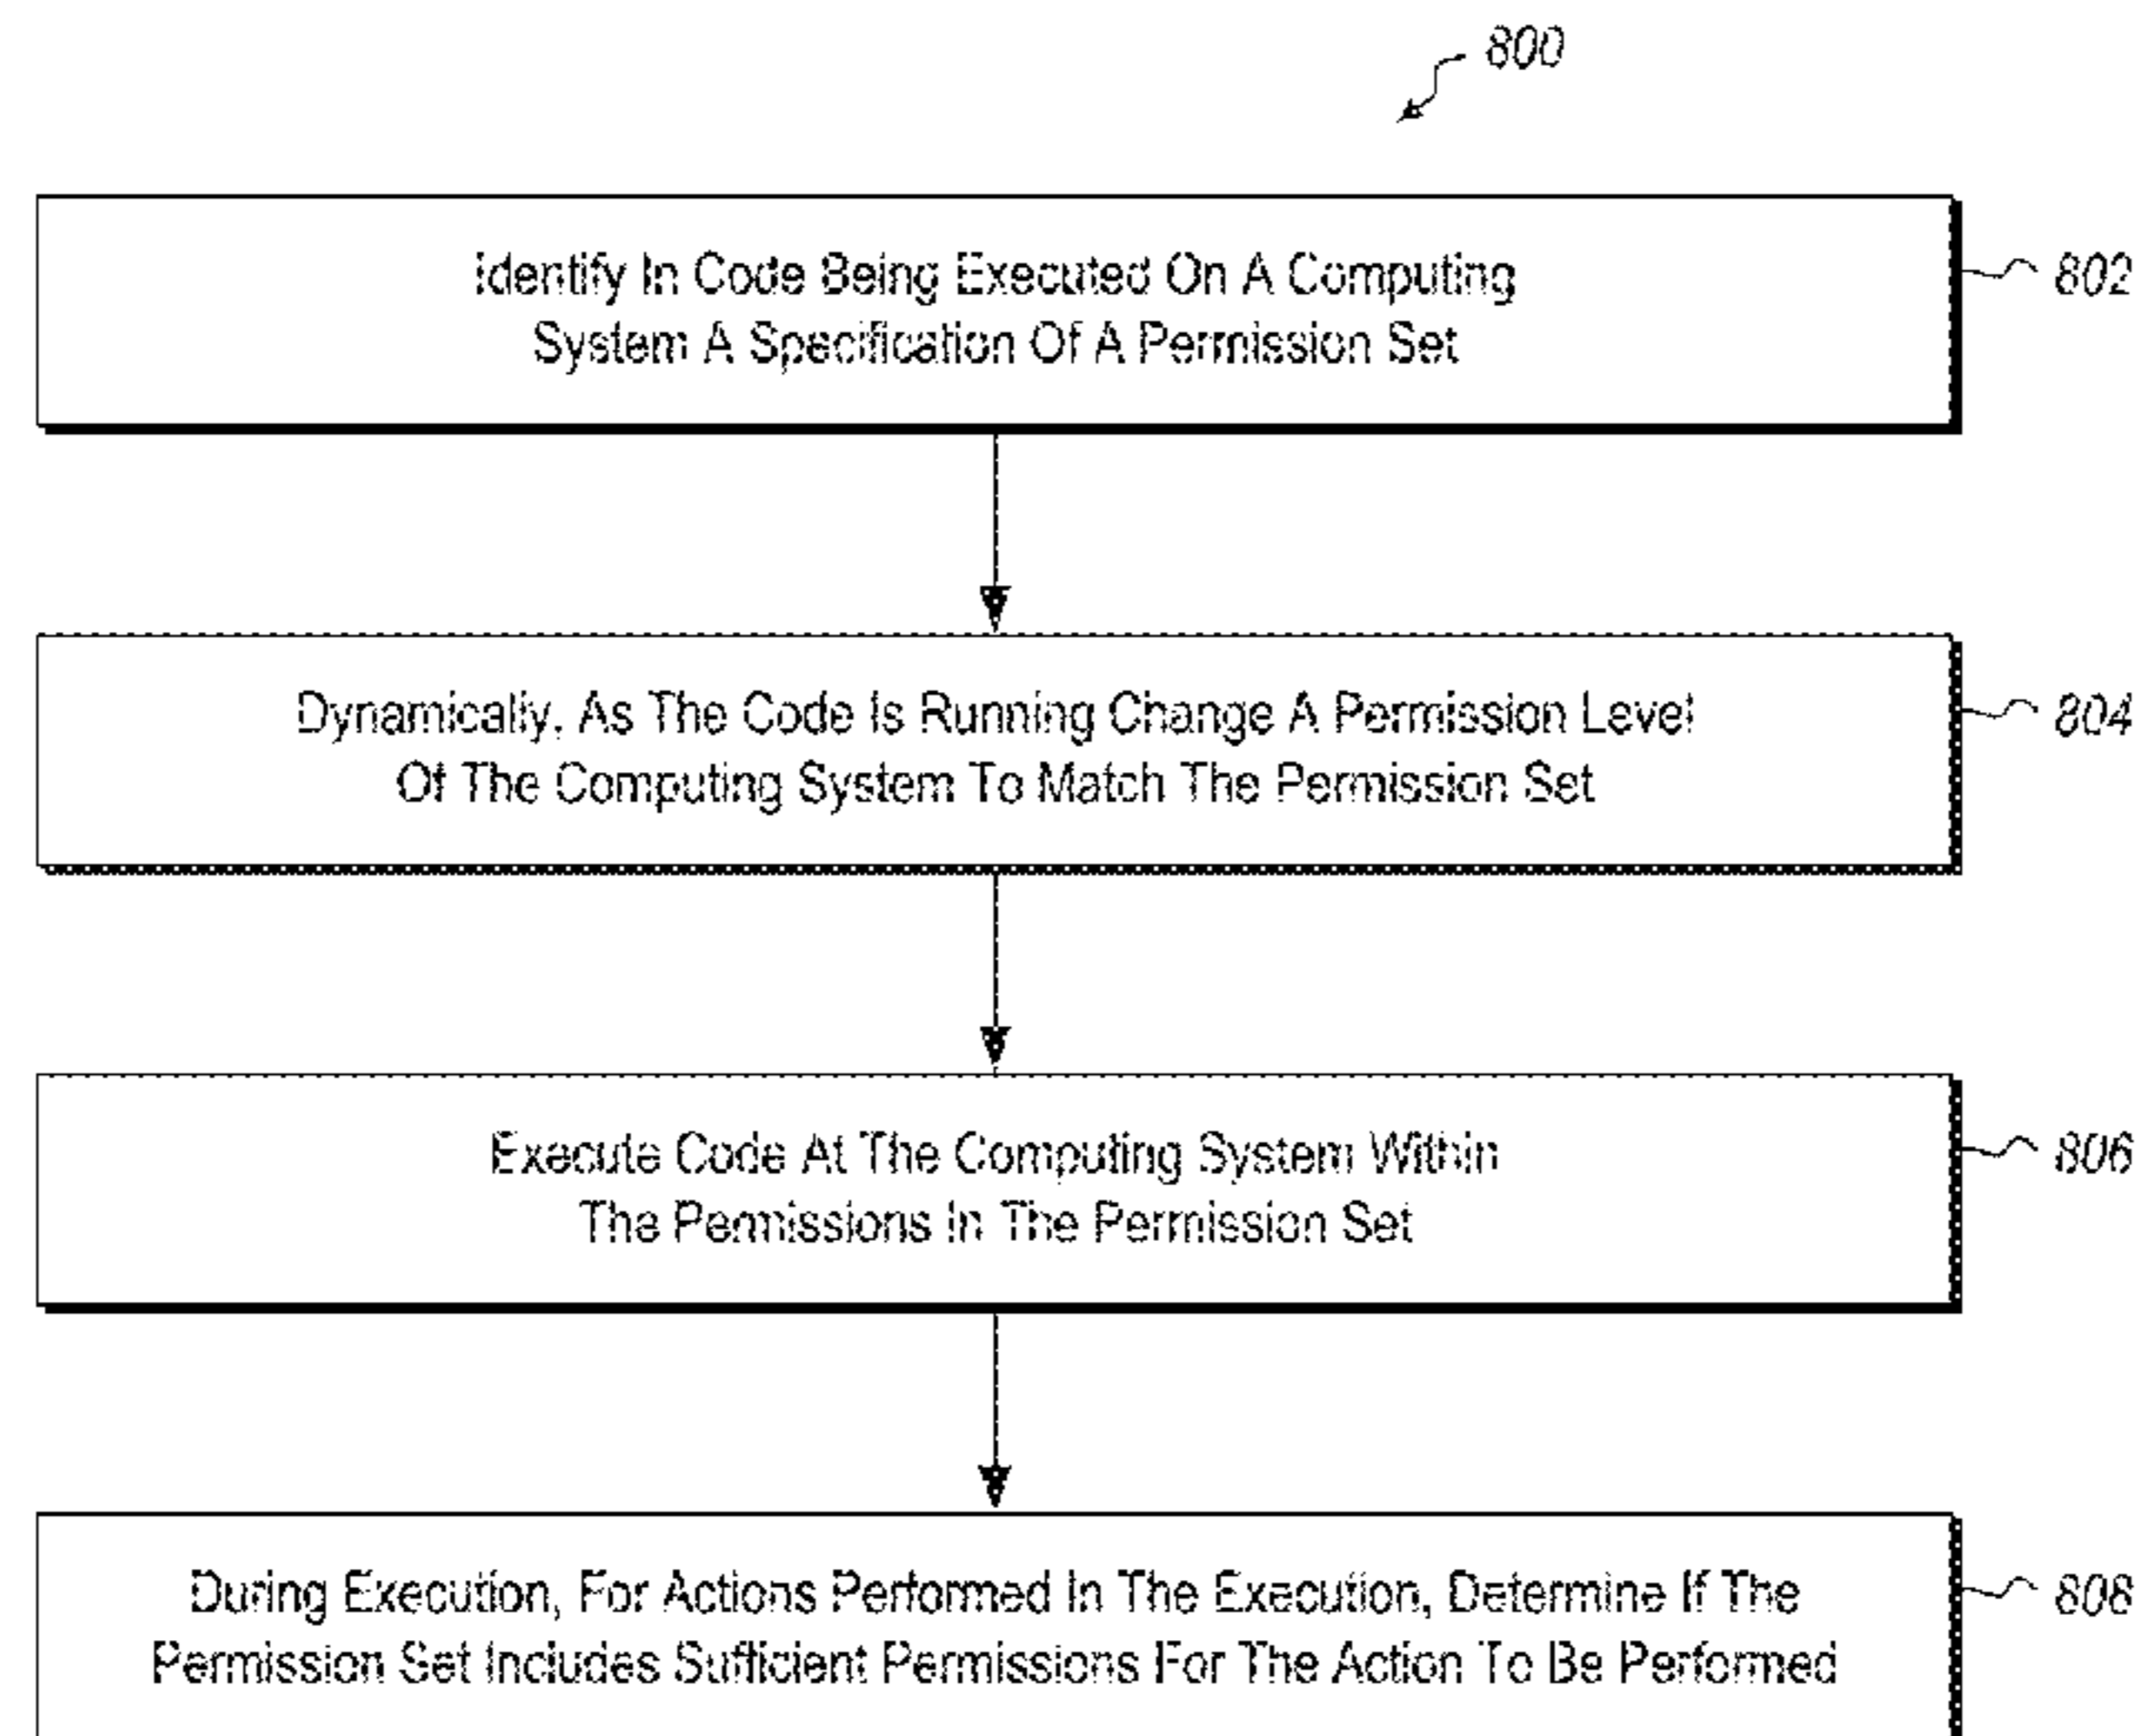 800
Identify In Code Being Executed On A Computing
System A Specification Of A Permission Set
802
Dynamically, As The Code Is Running Change A Permission Level
Of The Computing System To Match The Permission Set
804
Execute Code At The Computing System Within
The Permissions In The Permission Set
806
During Execution, For Actions Performed In The Execution, Determine If The
Permission Set Includes Sufficient Permissions For The Action To Be Performed
808